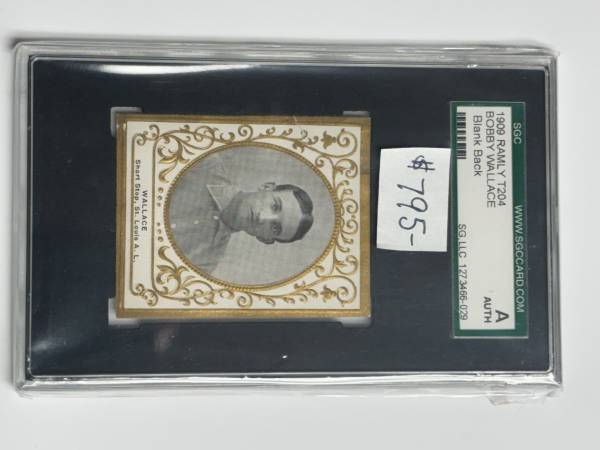 SGC
WWW.SGCCARD.COM
1909 RAMLY T204
BOBBY WALLACE
Blank Back
A
AUTH
SG LLC 1273466-029
$795-
WALLACE
Short Stop, St. Louis A. L.